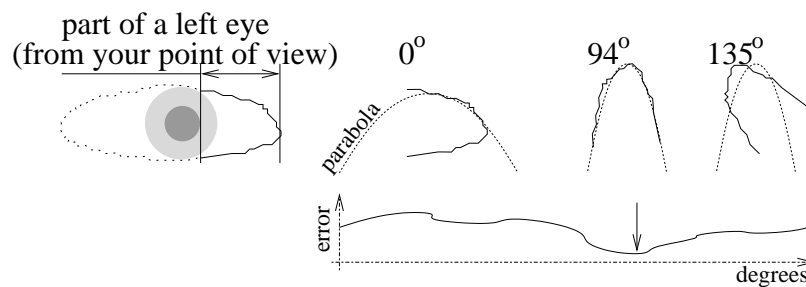 part of a left eye
(from your point of view)
0°
94°
135°
parabola
error
degrees